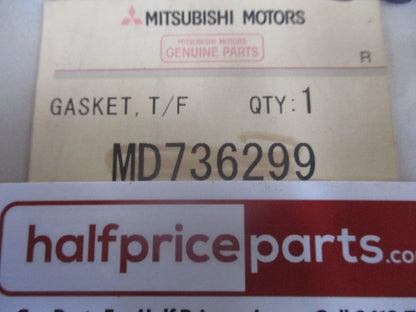 MITSUBISHI MOTORS
MITSUBISHI MOTORS
GENUINE PARTS
R
GASKET, T/F QTY: 1
MD736299
halfpriceparts.co